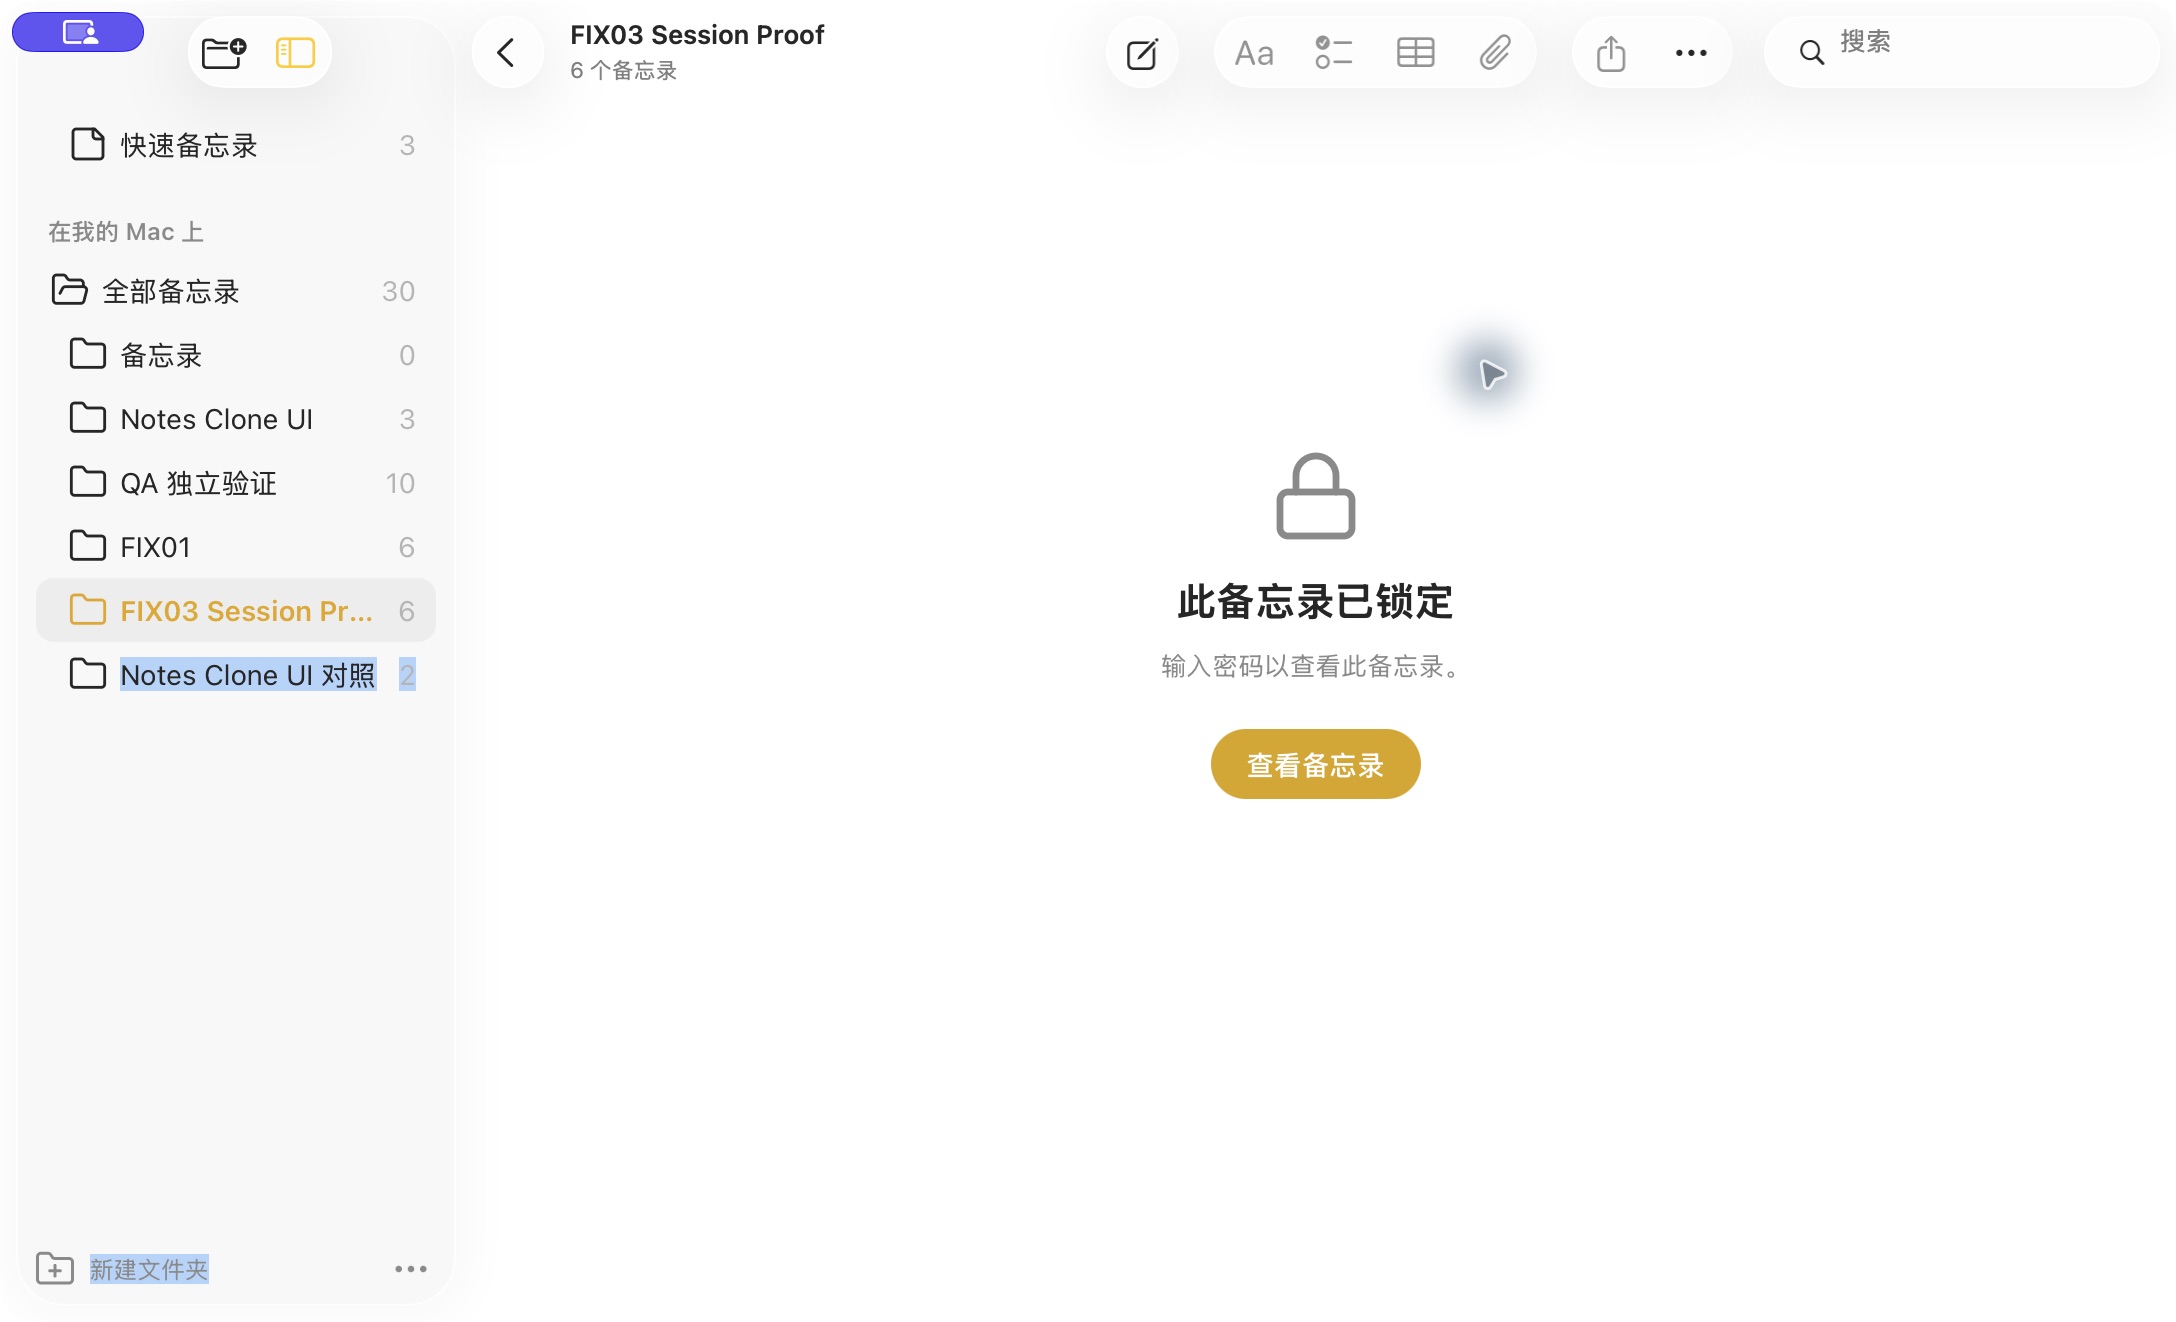 FIX03 Session Proof
6 个备忘录
Aa
搜索
快速备忘录 3
在我的 Mac 上
全部备忘录 30
备忘录 0
Notes Clone UI 3
QA 独立验证 10
FIX01 6
FIX03 Session Pr... 6
Notes Clone UI 对照 2
新建文件夹
此备忘录已锁定
输入密码以查看此备忘录。
查看备忘录